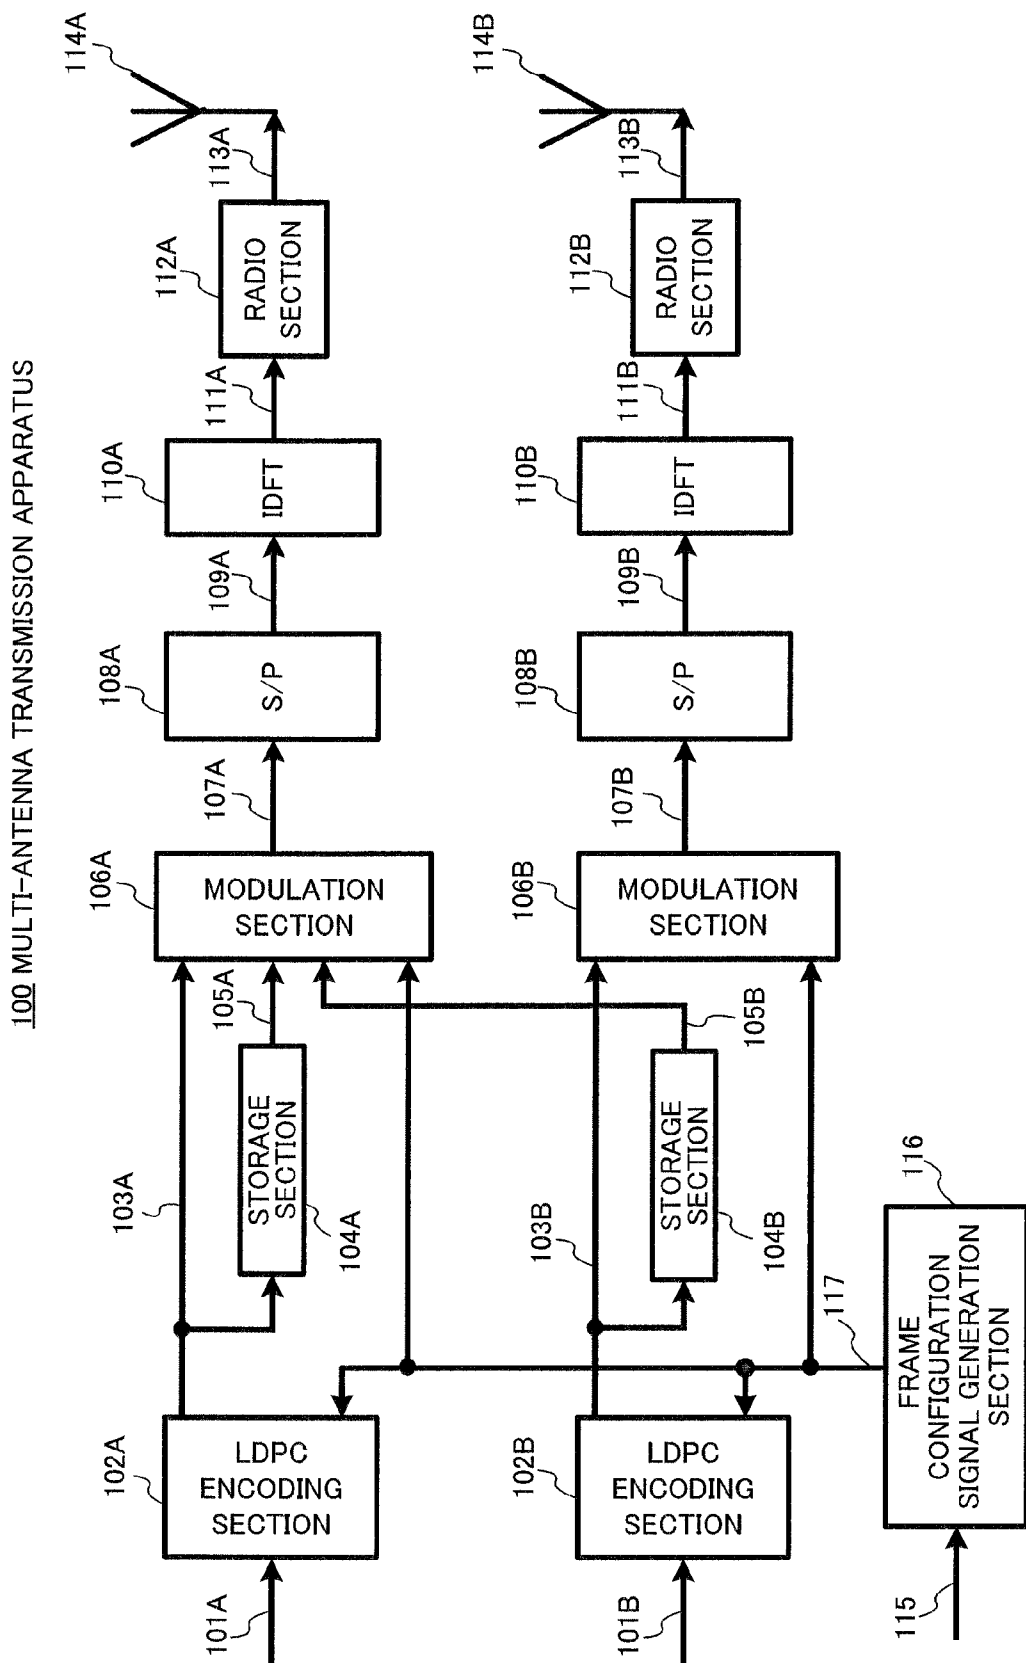 100 MULTI-ANTENNA TRANSMISSION APPARATUS
101A
102A
LDPC
ENCODING
SECTION
103A
STORAGE
SECTION
104A
105A
106A
MODULATION
SECTION
107A
108A
S/P
109A
110A
IDFT
111A
112A
RADIO
SECTION
113A
114A
101B
102B
LDPC
ENCODING
SECTION
103B
STORAGE
SECTION
104B
105B
106B
MODULATION
SECTION
107B
108B
S/P
109B
110B
IDFT
111B
112B
RADIO
SECTION
113B
114B
115
FRAME
CONFIGURATION
SIGNAL GENERATION
SECTION
116
117